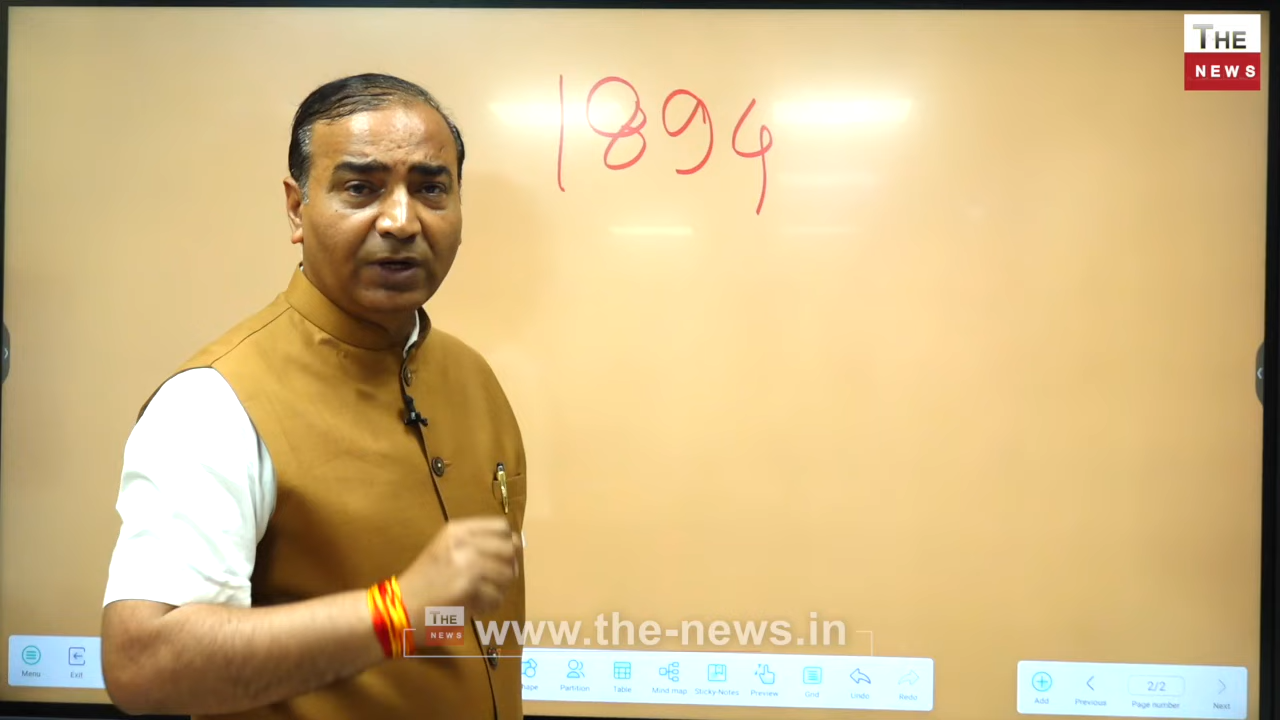 THE
NEWS
1894
THE
NEWS
www.the-news.in
Menu
Exit
Partition
Table
Mind map
Sticky-Notes
Preview
Grid
Undo
Redo
Add
Previous
2/2
Page number
Next